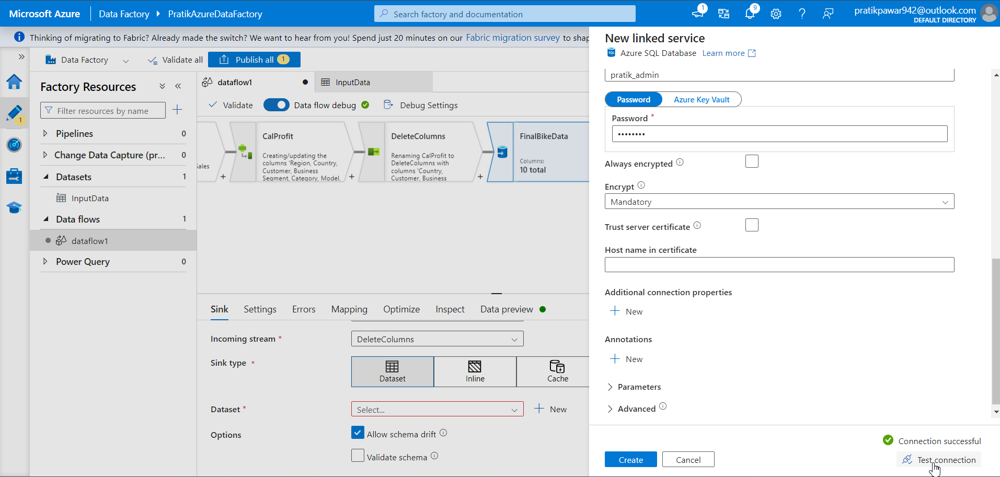 Microsoft Azure
Data Factory
PratikAzureDataFactory
Search factory and documentation
1
9
pratikpawar942@outlook.com
DEFAULT DIRECTORY
Thinking of migrating to Fabric? Already made the switch? We want to hear from you! Spend just 20 minutes on our Fabric migration survey to shap
Data Factory
Validate all
Publish all 1
1
Factory Resources
Filter resources by name
Pipelines 0
Change Data Capture (pr... 0
Datasets 1
InputData
Data flows 1
dataflow1
Power Query 0
dataflow1
InputData
Validate
Data flow debug
Debug Settings
Sales
+
CalProfit
Creating/updating the
columns 'Region, Country,
Customer, Business
Segment, Category, Model,
+
DeleteColumns
Renaming CalProfit to
DeleteColumns with
columns 'Country,
Customer, Business
+
FinalBikeData
Columns:
10 total
Sink
Settings
Errors
Mapping
Optimize
Inspect
Data preview
Incoming stream *
DeleteColumns
Sink type *
Dataset
Inline
Cache
Dataset *
Select...
New
Options
Allow schema drift
Validate schema
New linked service
SQL
Azure SQL Database Learn more
pratik_admin
Password
Azure Key Vault
Password *
••••••••
Always encrypted
Encrypt
Mandatory
Trust server certificate
Host name in certificate
Additional connection properties
New
Annotations
New
Parameters
Advanced
Connection successful
Create
Cancel
Test connection